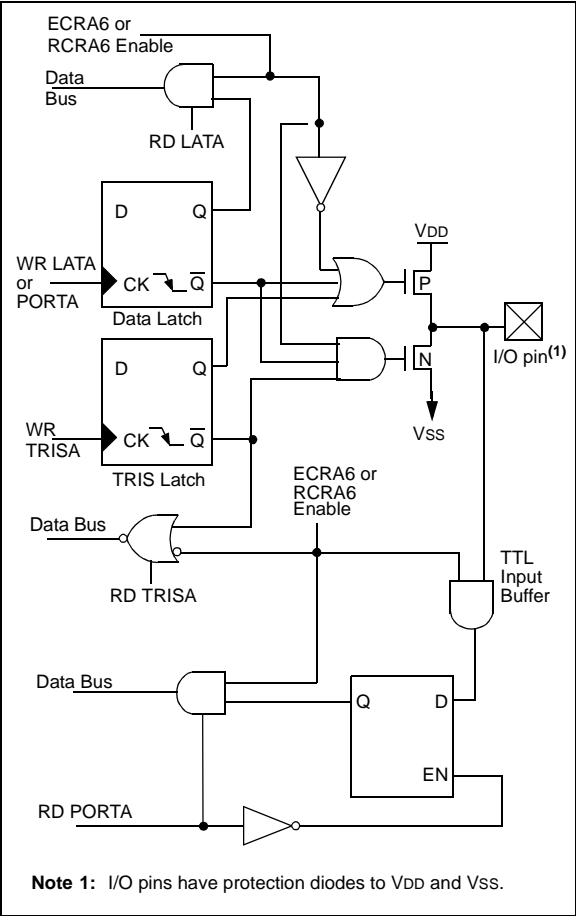 ECRA6 or
RCRA6 Enable
Data
Bus
RD LATA
D Q
WR LATA
or
PORTA
CK Q
Data Latch
D Q
WR
TRISA
CK Q
TRIS Latch
VDD
P
I/O pin(1)
N
VSS
ECRA6 or
RCRA6
Enable
Data Bus
RD TRISA
TTL
Input
Buffer
Data Bus
Q D
EN
RD PORTA
Note 1: I/O pins have protection diodes to VDD and VSS.